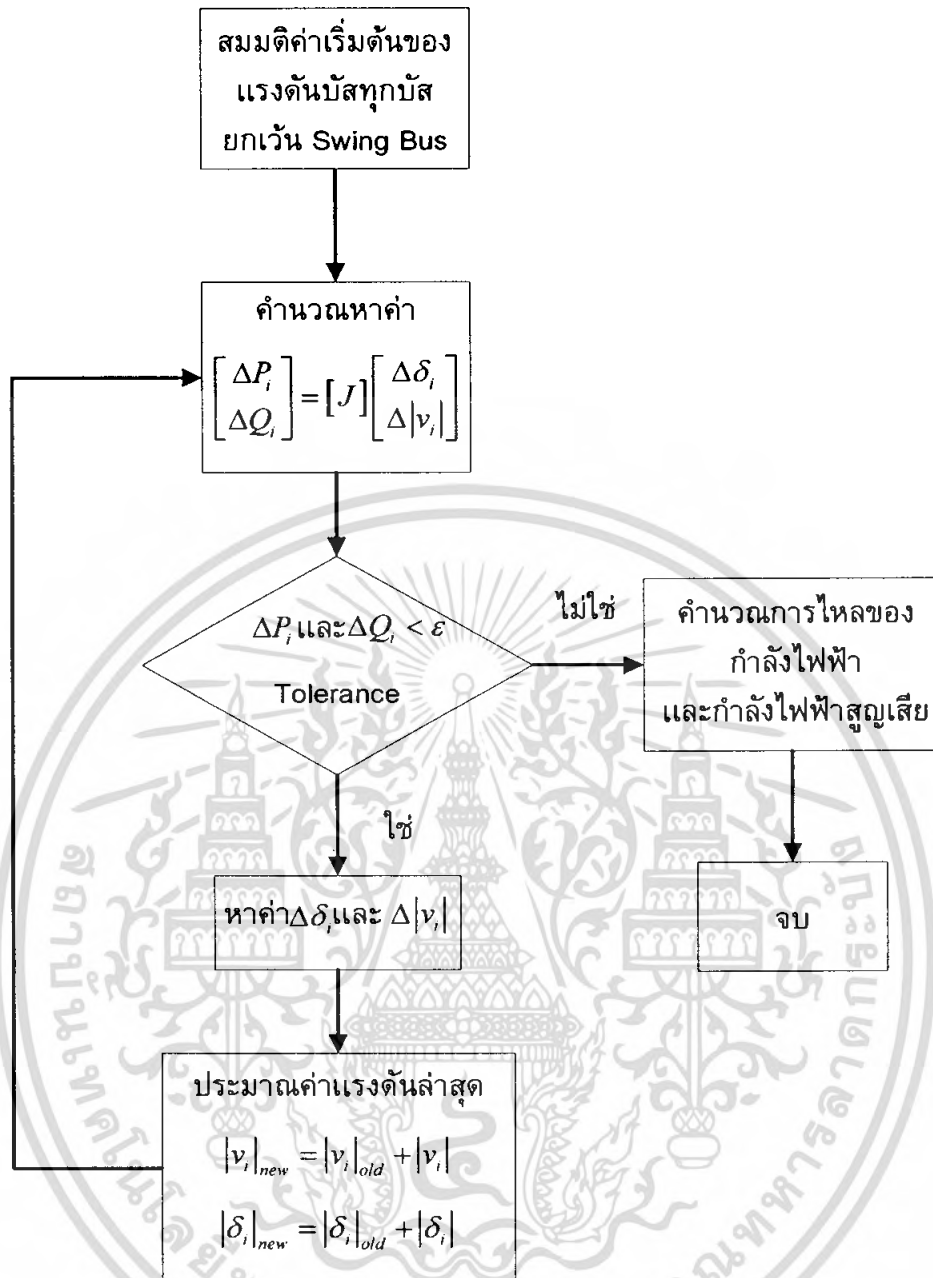 สมมติค่าเริ่มต้นของ
แรงดันบัสทุกบัส
ยกเว้น Swing Bus
คำนวณหาค่า
[ΔP_i ΔQ_i] = [J] [Δδ_i Δ|v_i|]
ΔP_i และ ΔQ_i < ε
Tolerance
ไม่ใช่
คำนวณการไหลของ
กำลังไฟฟ้า
และกำลังไฟฟ้าสูญเสีย
ใช่
หาค่า Δδ_i และ Δ|v_i|
จบ
ประมาณค่าแรงดันล่าสุด
|v_i|_new = |v_i|_old + |v_i|
|δ_i|_new = |δ_i|_old + |δ_i|